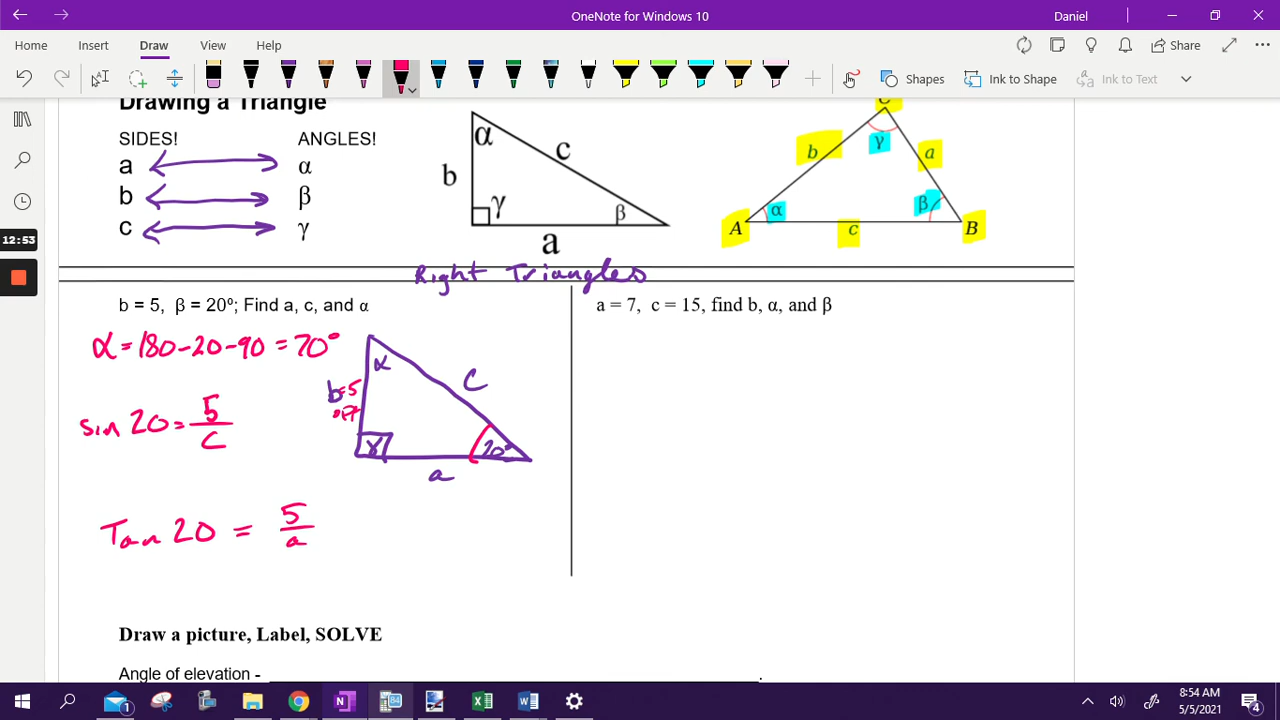 OneNote for Windows 10
Daniel
Home Insert Draw View Help
Share
Shapes
Ink to Shape
Ink to Text
12:53
Drawing a Triangle
SIDES! ANGLES!
a α
b β
c γ
α
b
c
γ
β
a
C
b
γ
a
α
β
A
c
B
Right Triangles
b = 5, β = 20º; Find a, c, and α
α = 180-20-90 = 70°
sin 20 = 5/c
Tan 20 = 5/a
α
b=5
C
γ
20°
a
a = 7, c = 15, find b, α, and β
Draw a picture, Label, SOLVE
Angle of elevation - .
1
8:54 AM
5/5/2021
4